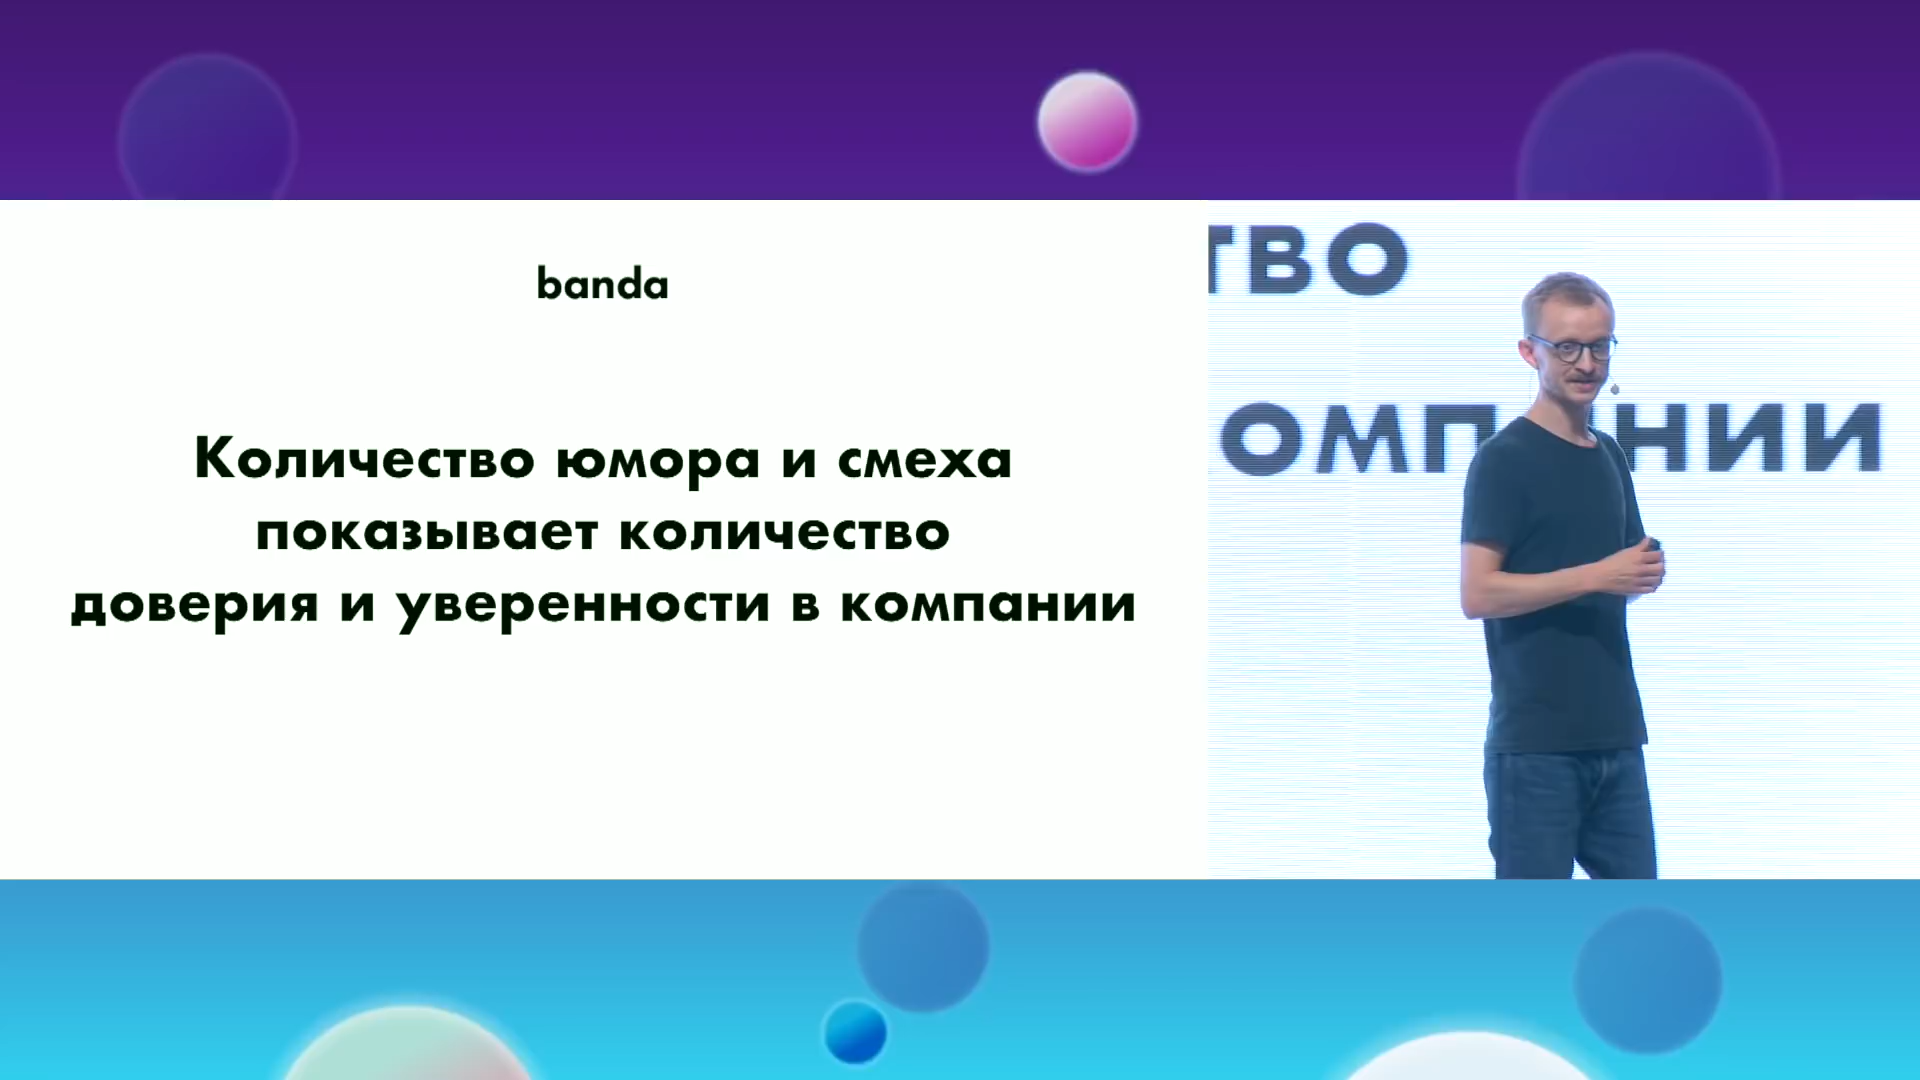 banda
Количество юмора и смеха
показывает количество
доверия и уверенности в компании
тво
омп нии